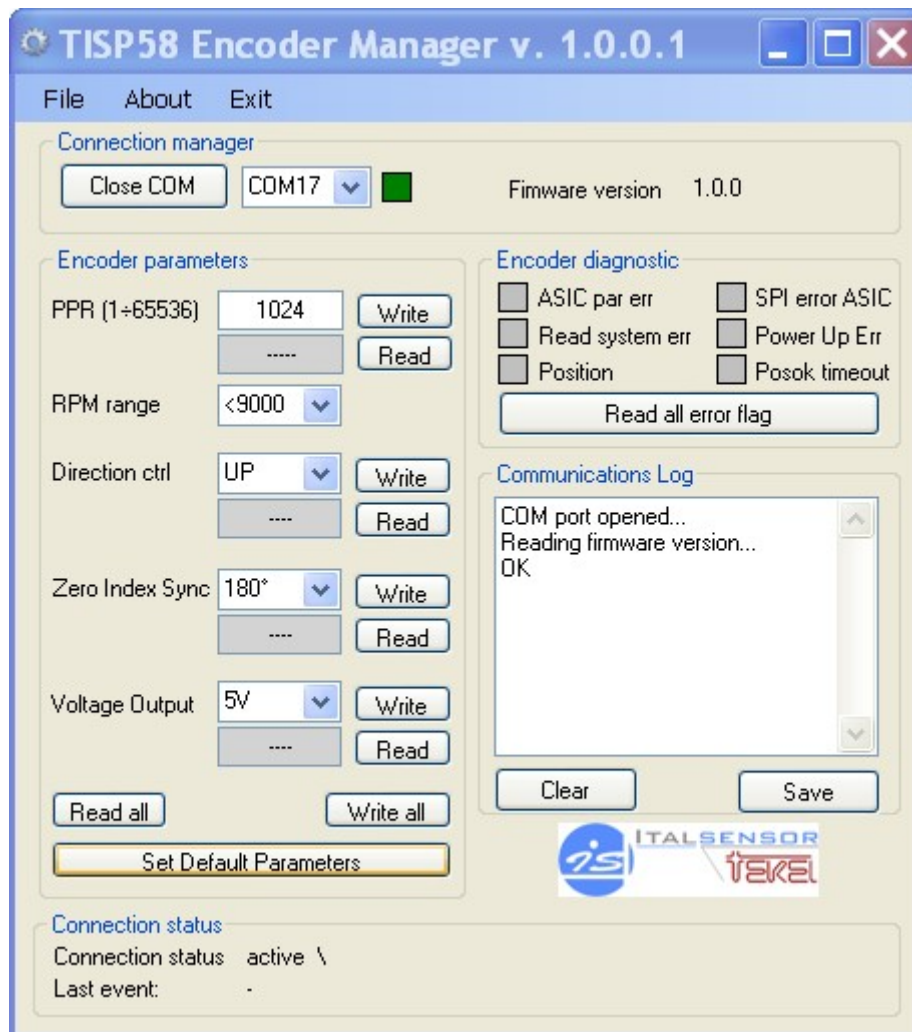 TISP58 Encoder Manager v. 1.0.0.1
File About Exit
Connection manager
Close COM COM17 Fimware version 1.0.0
Encoder parameters
PPR (1÷65536) 1024 Write
----- Read
RPM range <9000
Direction ctrl UP Write
---- Read
Zero Index Sync 180° Write
---- Read
Voltage Output 5V Write
---- Read
Read all Write all
Set Default Parameters
Encoder diagnostic
ASIC par err SPI error ASIC
Read system err Power Up Err
Position Posok timeout
Read all error flag
Communications Log
COM port opened...
Reading firmware version...
OK
Clear Save
is ITALSENSOR
TEKEL
Connection status
Connection status active \
Last event: -